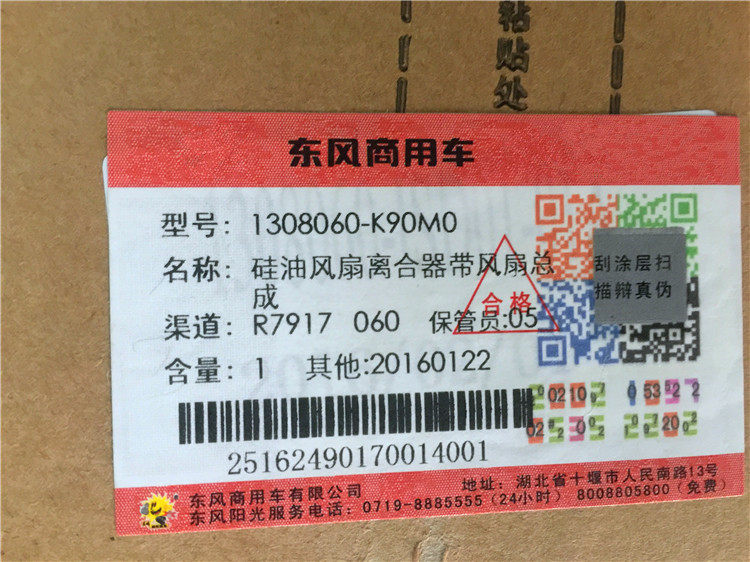 粘贴处
东风商用车
型号: 1308060-K90M0
名称: 硅油风扇离合器带风扇总
成
合格
渠道: R7917 060 保管员:05
含量: 1 其他:20160122
刮涂层扫
描辩真伪
25162490170014001
东风商用车有限公司 地址: 湖北省十堰市人民南路13号
东风阳光服务电话: 0719-8885555 (24小时) 8008805800 (免费)